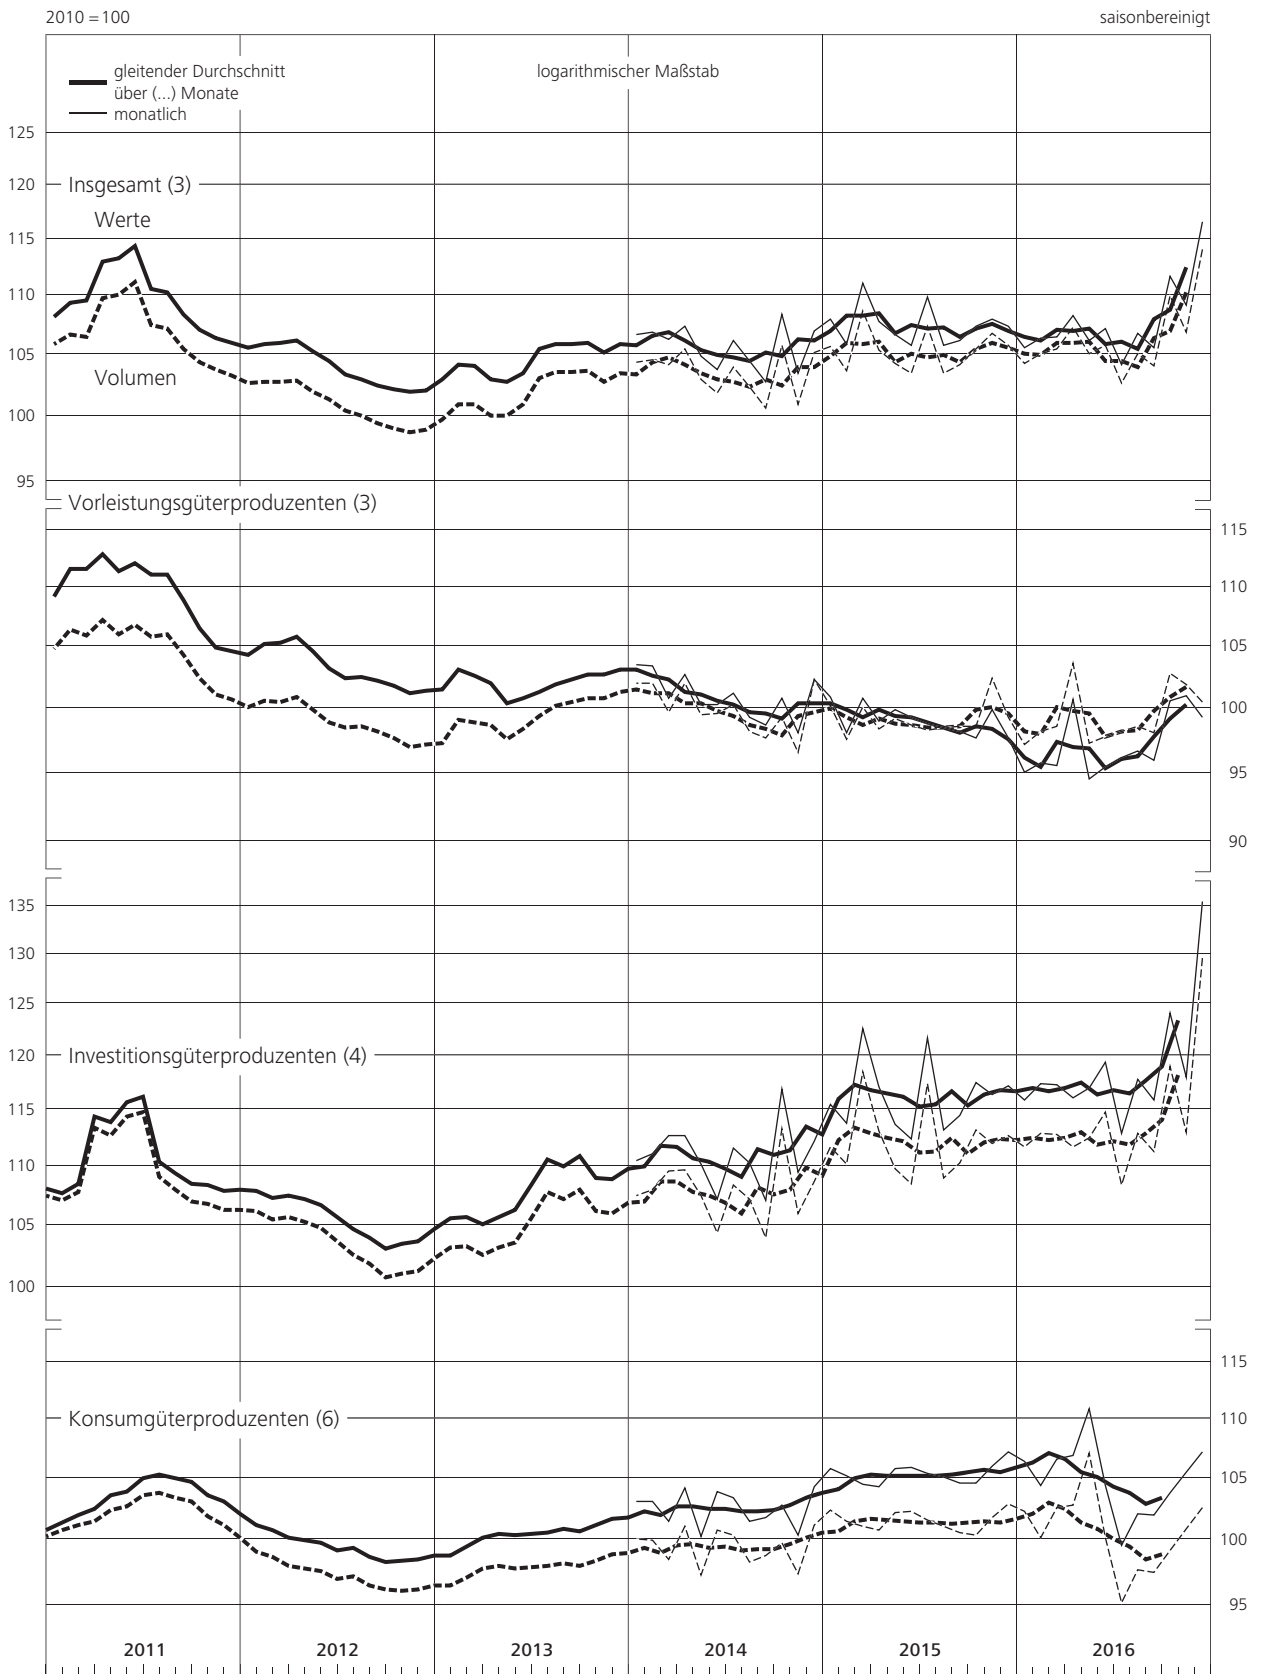 2010 = 100
saisonbereinigt
gleitender Durchschnitt
über (...) Monate
monatlich
logarithmischer Maßstab
125
120
115
110
105
100
95
Insgesamt (3)
Werte
Volumen
Vorleistungsgüterproduzenten (3)
115
110
105
100
95
90
135
130
125
120
115
110
105
100
Investitionsgüterproduzenten (4)
Konsumgüterproduzenten (6)
115
110
105
100
95
2011
2012
2013
2014
2015
2016